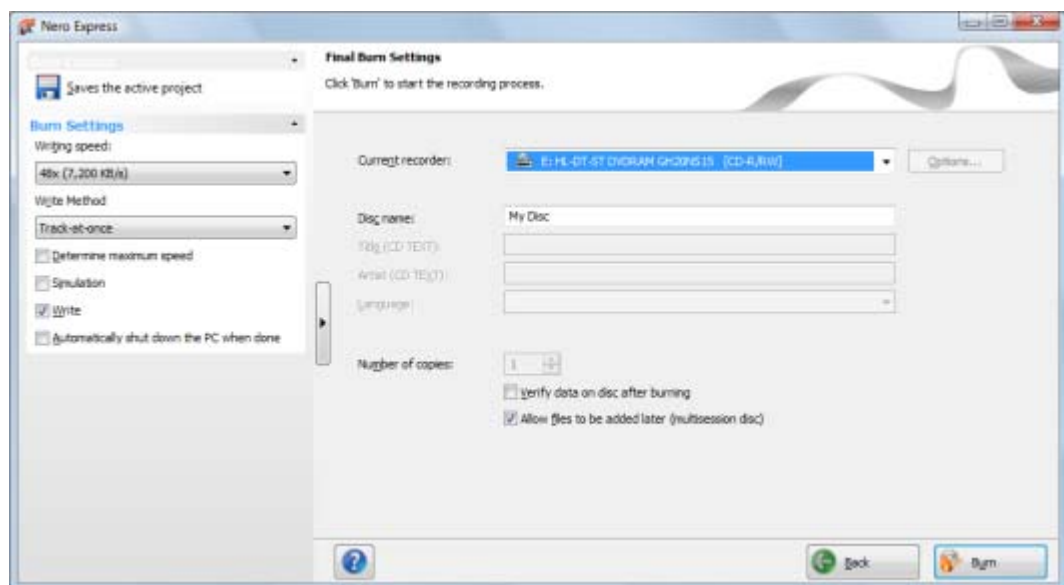 Nero Express
Saves the active project
Burn Settings
Writing speed:
48x (7,200 KB/s)
Write Method
Track-at-once
Determine maximum speed
Simulation
Write
Automatically shut down the PC when done
Final Burn Settings
Click 'Burn' to start the recording process.
Current recorder:
E: HL-DT-ST DVDRAM GH20NS15 [CD-R/RW]
Options...
Disc name:
My Disc
Title (CD TEXT):
Artist (CD TEXT):
Language:
Number of copies:
1
Verify data on disc after burning
Allow files to be added later (multisession disc)
Back
Burn